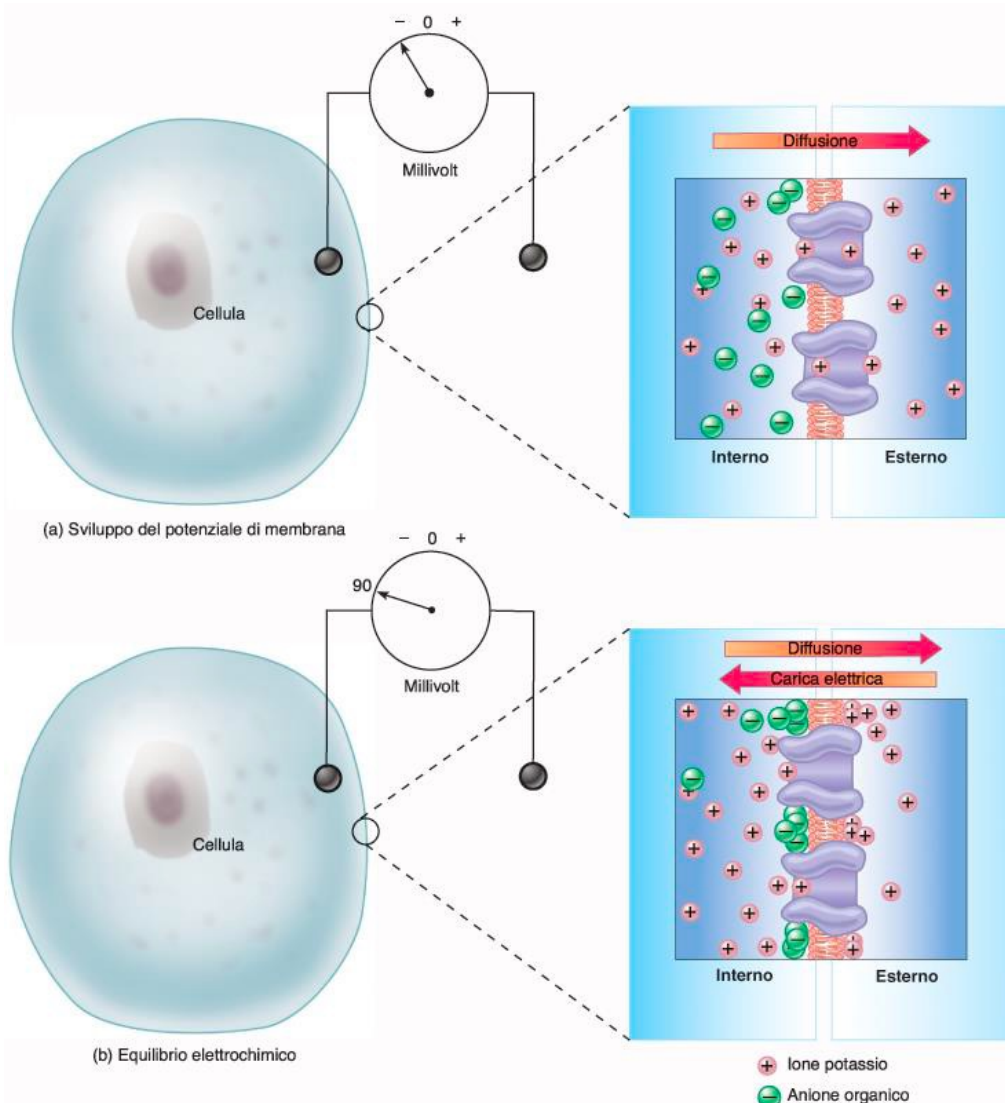 − 0 +
Millivolt
Diffusione
Cellula
Interno
Esterno
(a) Sviluppo del potenziale di membrana
− 0 +
90
Millivolt
Diffusione
Carica elettrica
Cellula
Interno
Esterno
(b) Equilibrio elettrochimico
+ Ione potassio
− Anione organico